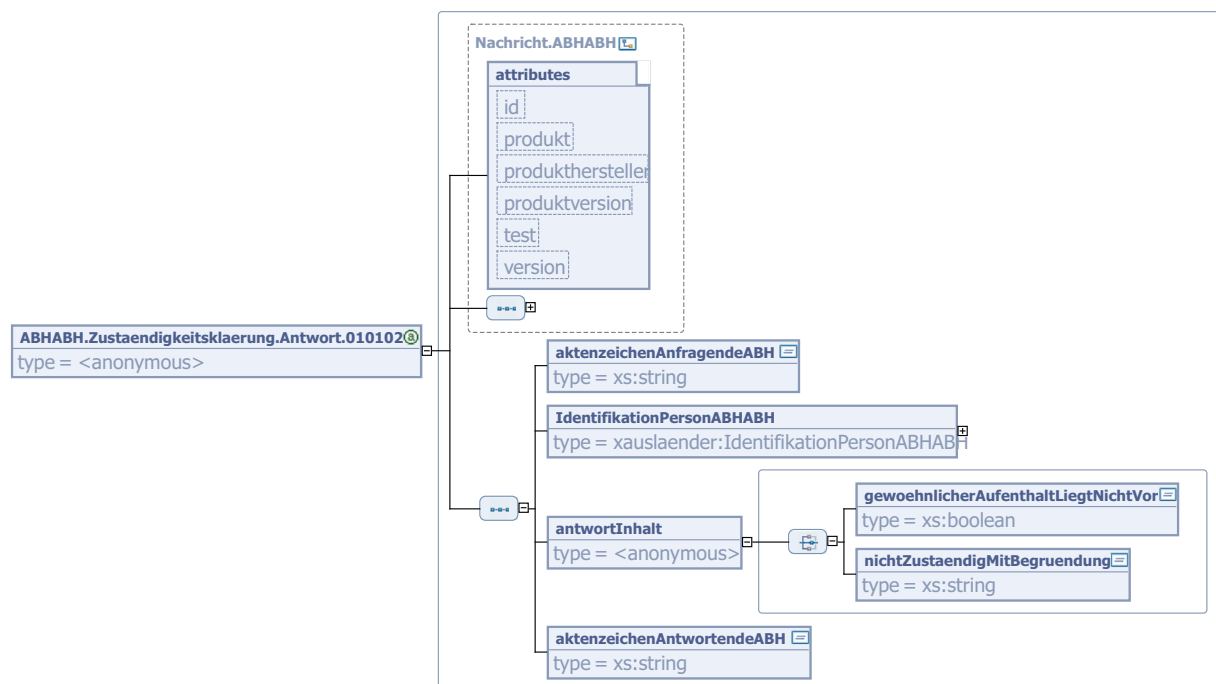 Nachricht.ABHABH
attributes
id
produkt
produkthersteller
produktversion
test
version
ABHABH.Zustaendigkeitsklaerung.Antwort.010102
type = <anonymous>
aktenzeichenAnfragendeABH
type = xs:string
IdentifikationPersonABHABH
type = xauslaender:IdentifikationPersonABHABH
antwortInhalt
type = <anonymous>
gewoehnlicherAufenthaltLiegtNichtVor
type = xs:boolean
nichtZustaendigMitBegruendung
type = xs:string
aktenzeichenAntwortendeABH
type = xs:string